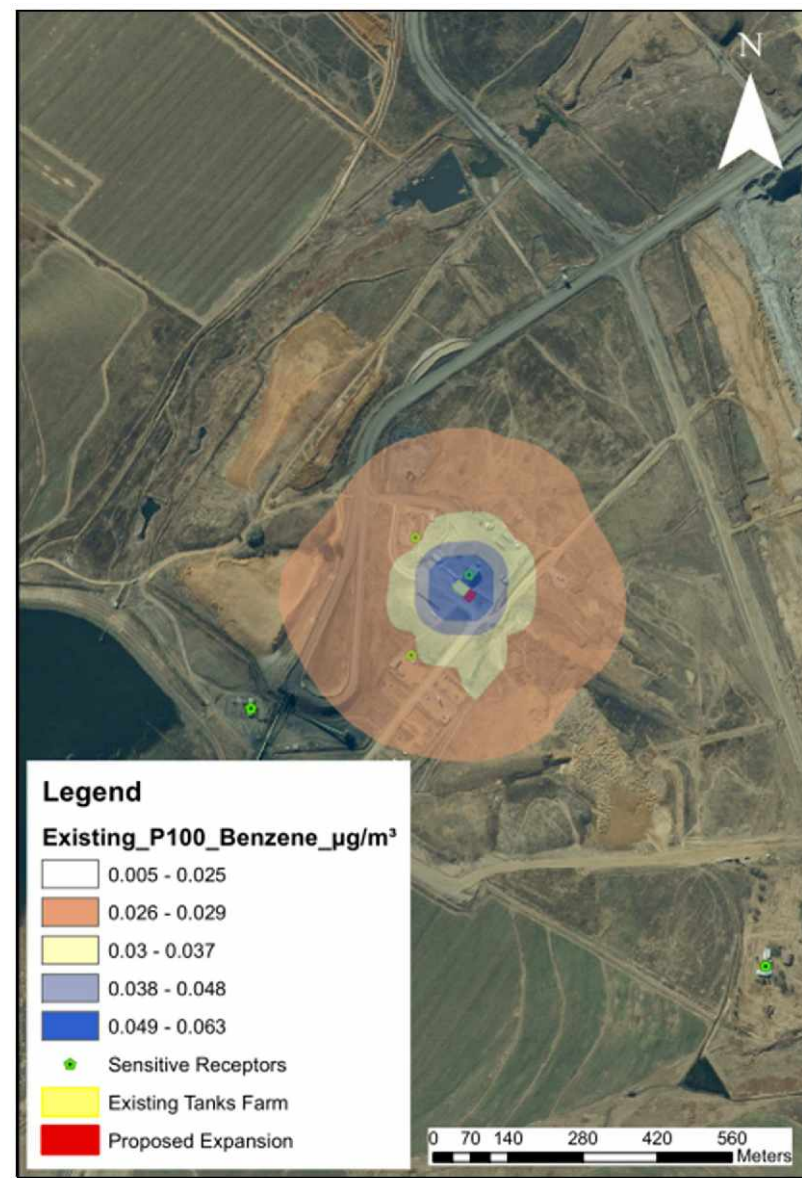 N
Legend
Existing_P100_Benzene_µg/m³
0.005 - 0.025
0.026 - 0.029
0.03 - 0.037
0.038 - 0.048
0.049 - 0.063
Sensitive Receptors
Existing Tanks Farm
Proposed Expansion
0 70 140 280 420 560
Meters